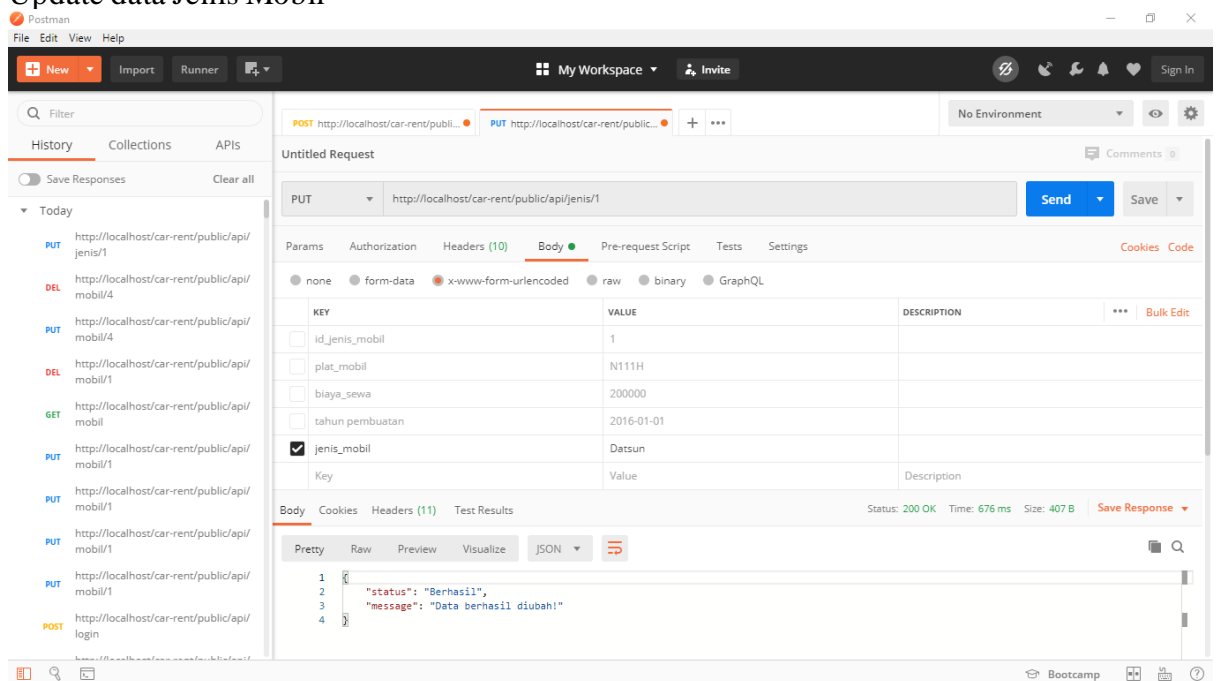 Update data Jenis Mobil
Postman
File Edit View Help
New Import Runner My Workspace Invite Sign In
Filter
History Collections APIs
Save Responses Clear all
Today
PUT http://localhost/car-rent/public/api/
jenis/1
DEL http://localhost/car-rent/public/api/
mobil/4
PUT http://localhost/car-rent/public/api/
mobil/4
DEL http://localhost/car-rent/public/api/
mobil/1
GET http://localhost/car-rent/public/api/
mobil
PUT http://localhost/car-rent/public/api/
mobil/1
PUT http://localhost/car-rent/public/api/
mobil/1
PUT http://localhost/car-rent/public/api/
mobil/1
PUT http://localhost/car-rent/public/api/
mobil/1
POST http://localhost/car-rent/public/api/
login
POST http://localhost/car-rent/publi... PUT http://localhost/car-rent/public... + •••
No Environment
Untitled Request Comments 0
PUT http://localhost/car-rent/public/api/jenis/1 Send Save
Params Authorization Headers (10) Body Pre-request Script Tests Settings Cookies Code
none form-data x-www-form-urlencoded raw binary GraphQL
KEY VALUE DESCRIPTION ••• Bulk Edit
id_jenis_mobil 1
plat_mobil N111H
biaya_sewa 200000
tahun pembuatan 2016-01-01
jenis_mobil Datsun
Key Value Description
Body Cookies Headers (11) Test Results Status: 200 OK Time: 676 ms Size: 407 B Save Response
Pretty Raw Preview Visualize JSON
1 {
2 "status": "Berhasil",
3 "message": "Data berhasil diubah!"
4 }
Bootcamp